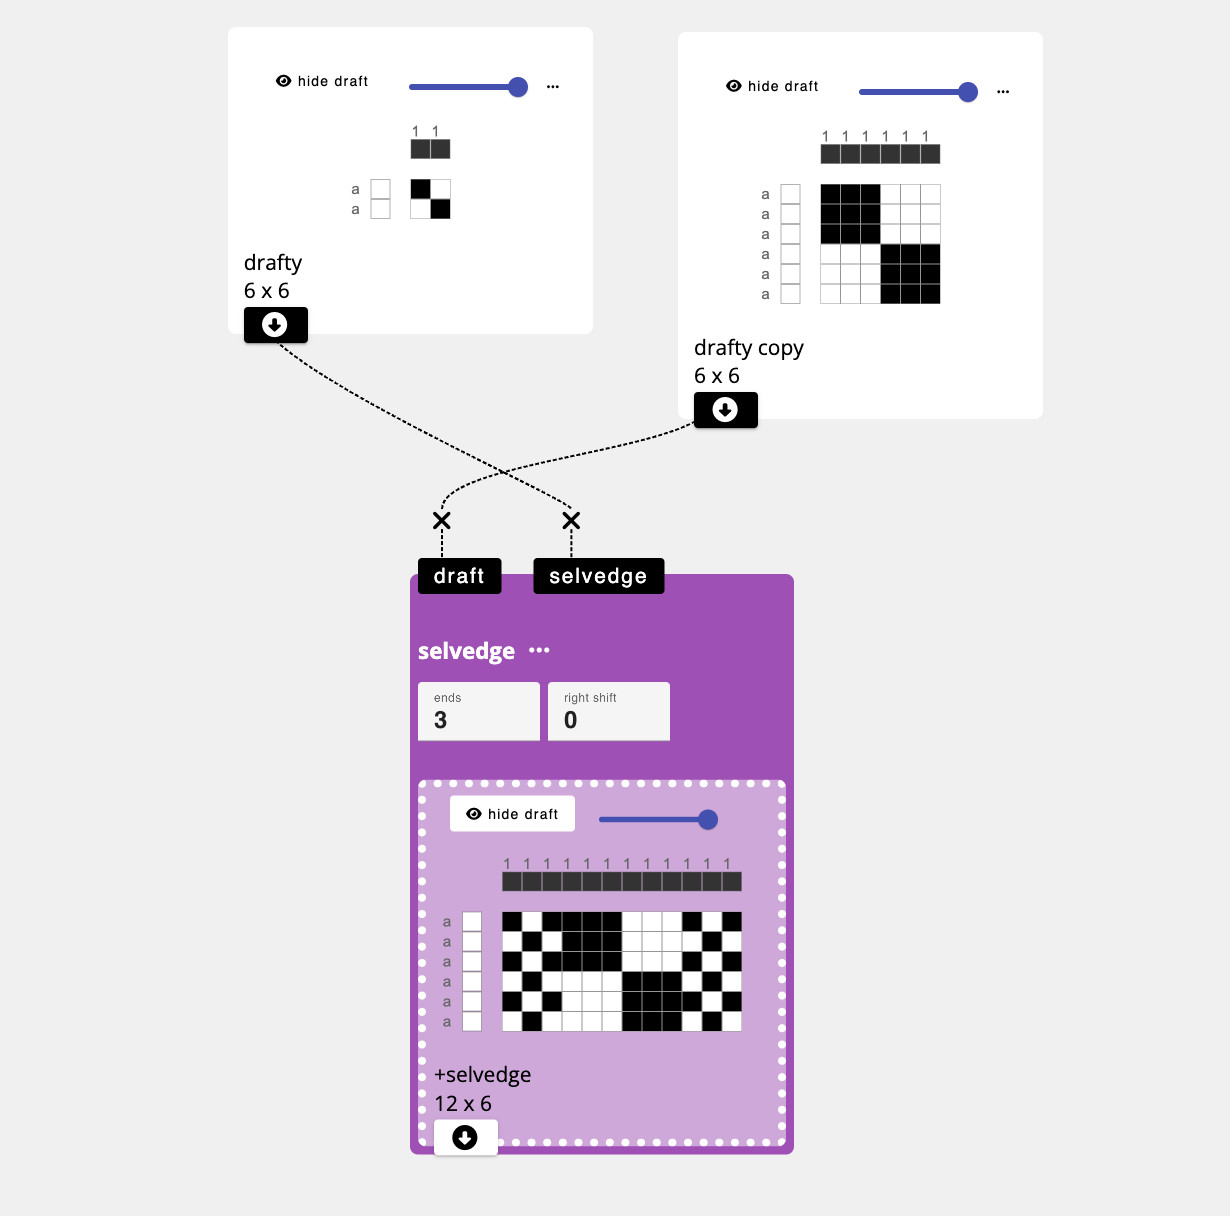 hide draft
1 1
a
a
drafty
6 x 6
hide draft
1 1 1 1 1 1
a
a
a
a
a
a
drafty copy
6 x 6
draft
selvedge
selvedge
ends
3
right shift
0
hide draft
1 1 1 1 1 1 1 1 1 1 1 1
a
a
a
a
a
a
+selvedge
12 x 6